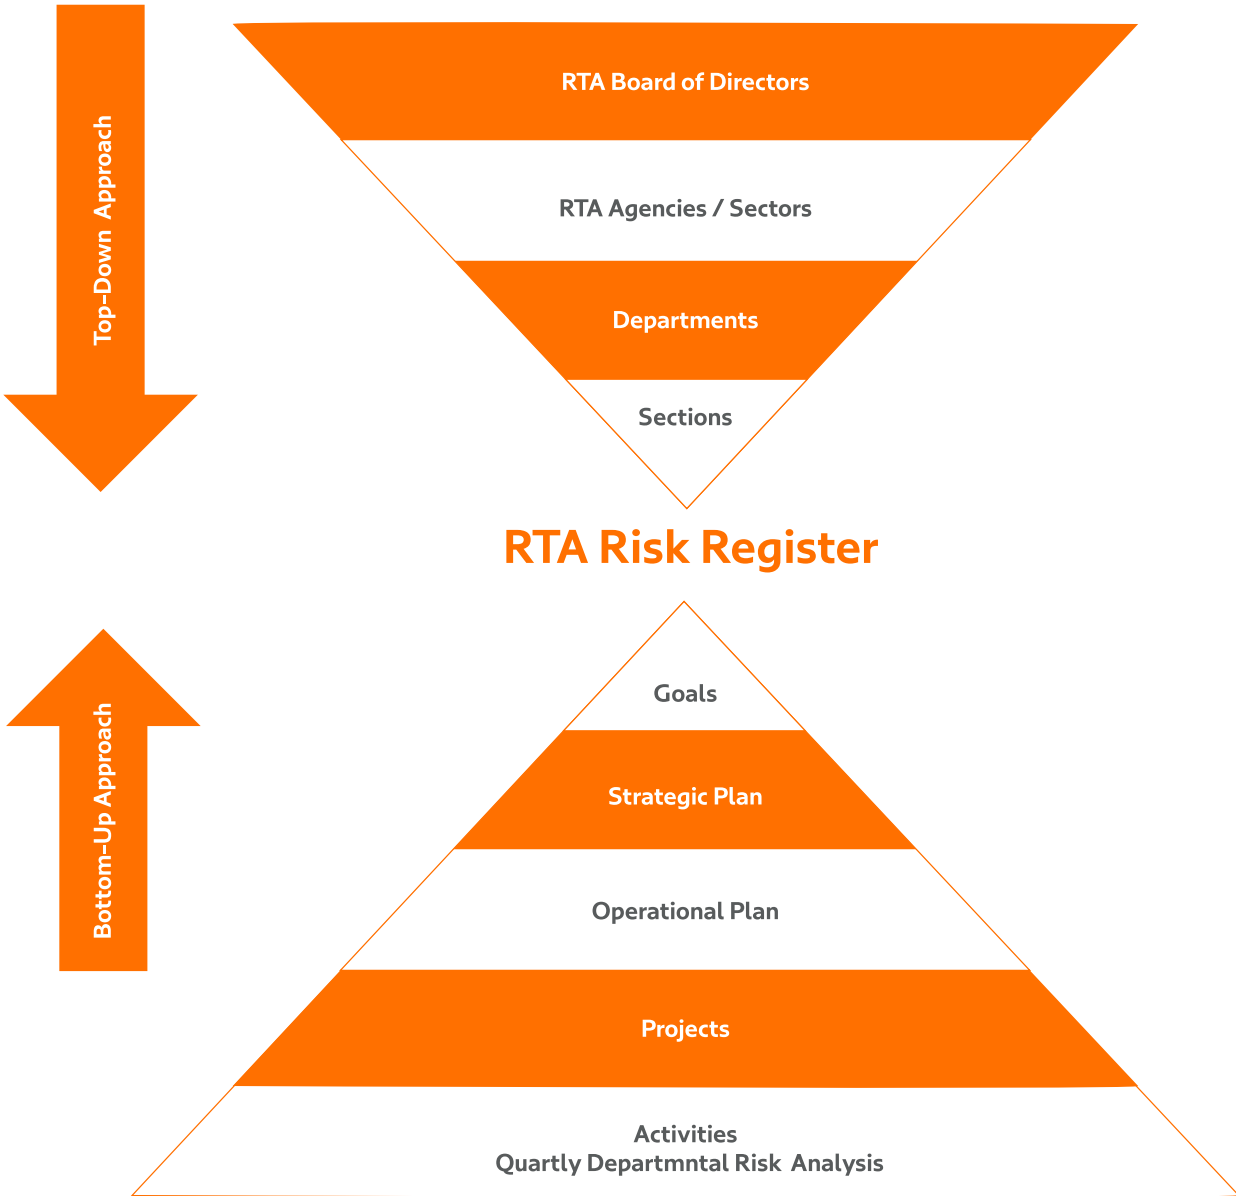 RTA Board of Directors
Top-Down Approach
RTA Agencies / Sectors
Departments
Sections
RTA Risk Register
Goals
Bottom-Up Approach
Strategic Plan
Operational Plan
Projects
Activities
Quartly Departmntal Risk Analysis